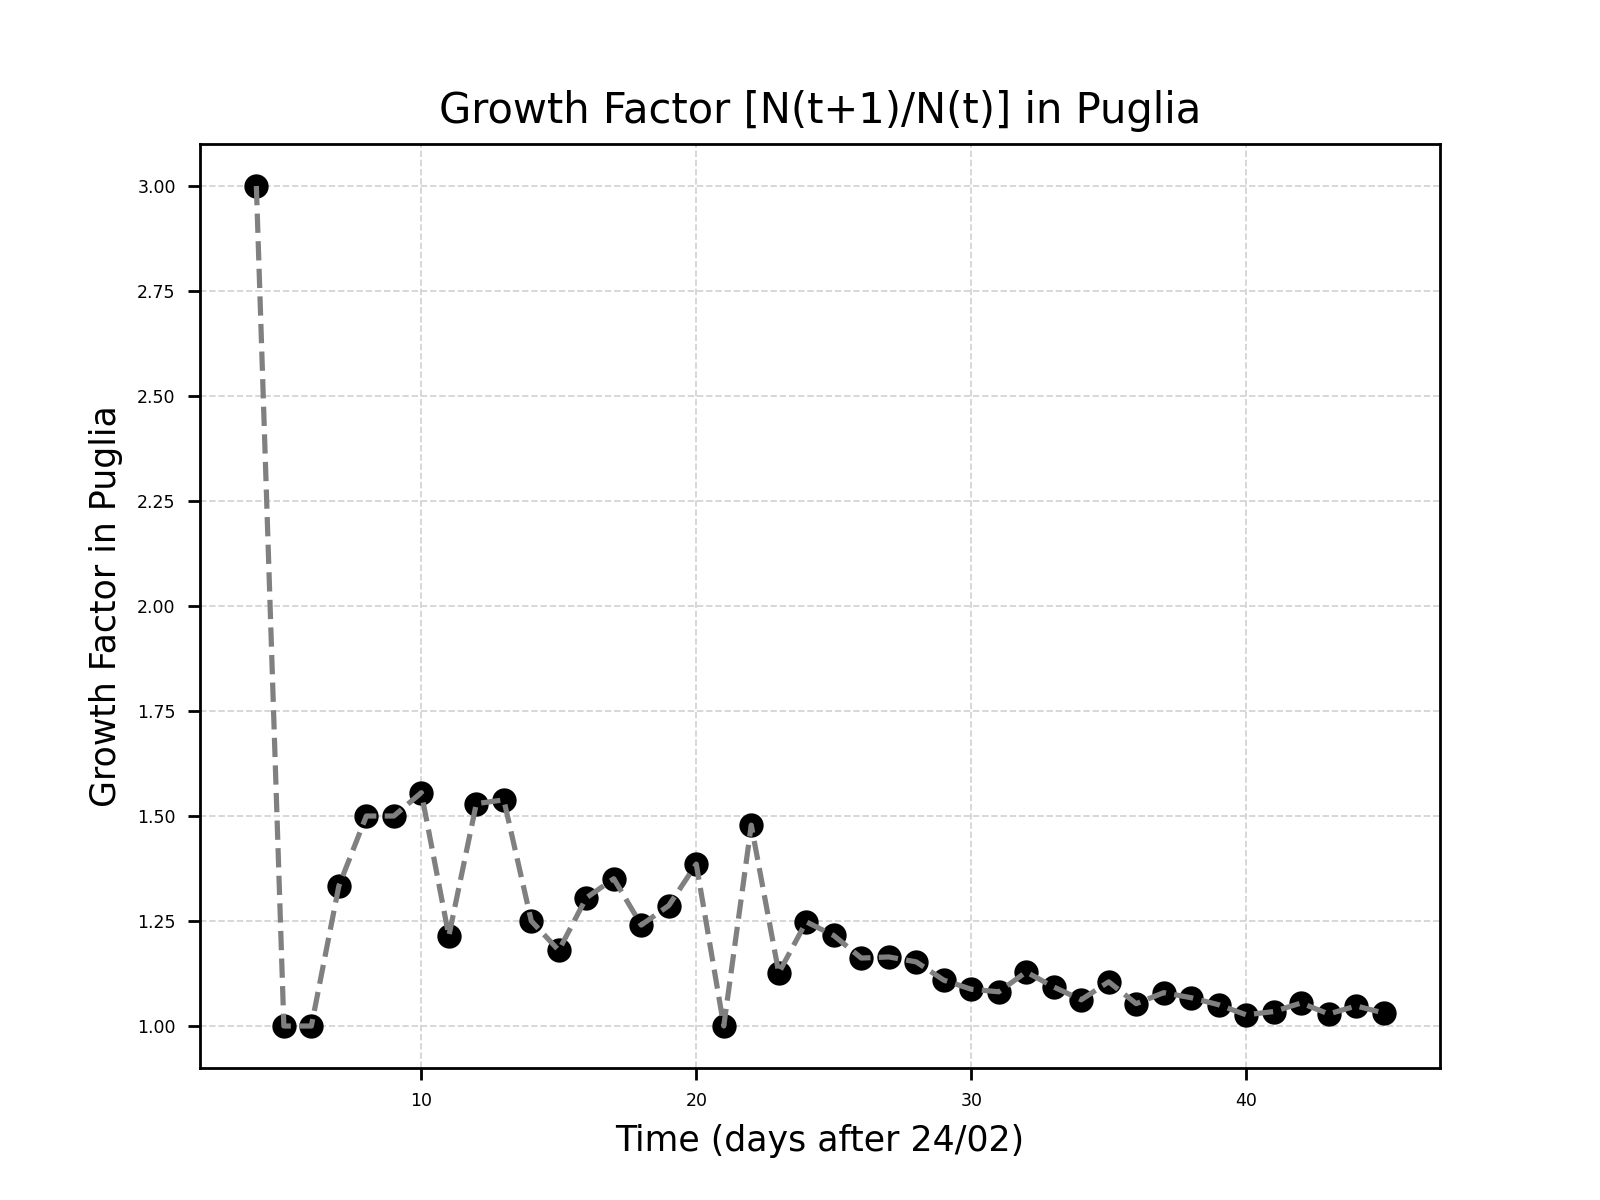 Growth Factor [N(t+1)/N(t)] in Puglia
Growth Factor in Puglia
3.00
2.75
2.50
2.25
2.00
1.75
1.50
1.25
1.00
10 20 30 40
Time (days after 24/02)